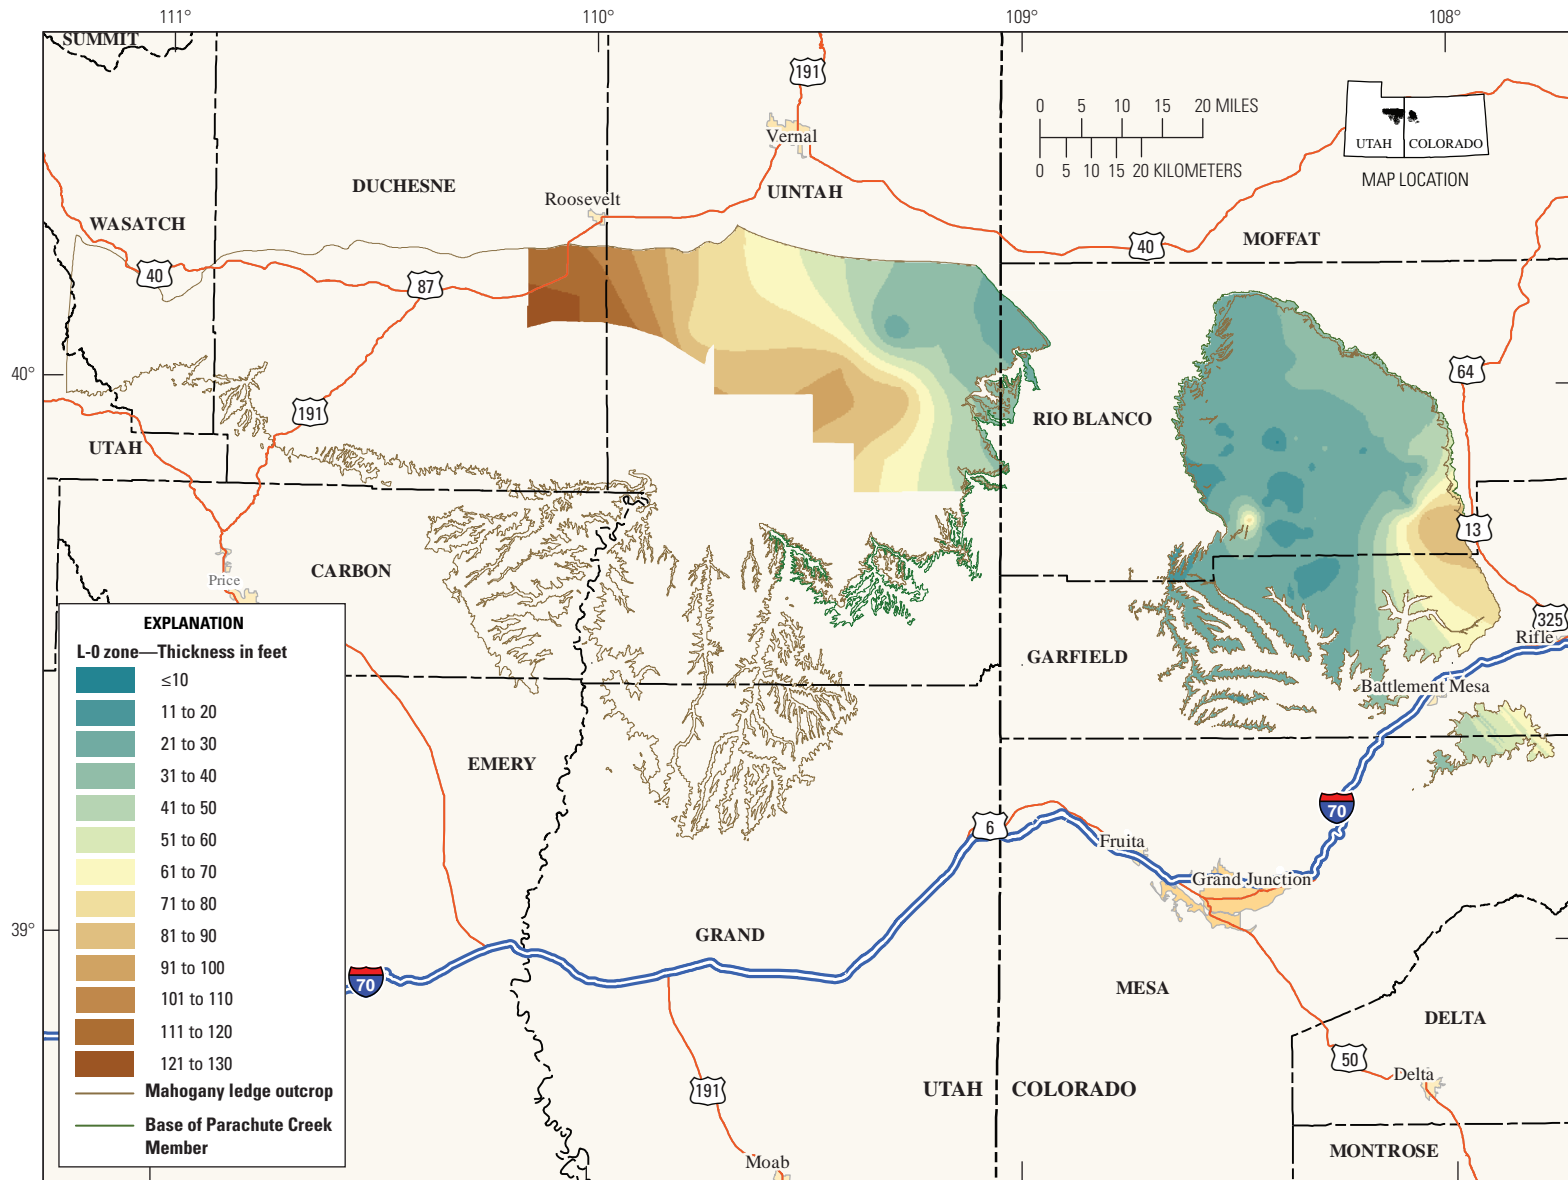 111°
110°
109°
108°
SUMMIT
191
Vernal
0 5 10 15 20 MILES
0 5 10 15 20 KILOMETERS
UTAH
COLORADO
MAP LOCATION
DUCHESNE
UINTAH
Roosevelt
WASATCH
MOFFAT
40
40
87
64
40°
191
RIO BLANCO
UTAH
13
CARBON
Price
325
Rifle
GARFIELD
Battlement Mesa
EXPLANATION
L-0 zone—Thickness in feet
≤10
11 to 20
21 to 30
31 to 40
41 to 50
51 to 60
61 to 70
71 to 80
81 to 90
91 to 100
101 to 110
111 to 120
121 to 130
Mahogany ledge outcrop
Base of Parachute Creek
Member
EMERY
70
6
Fruita
Grand Junction
39°
GRAND
70
MESA
DELTA
50
Delta
UTAH
COLORADO
191
MONTROSE
Moab